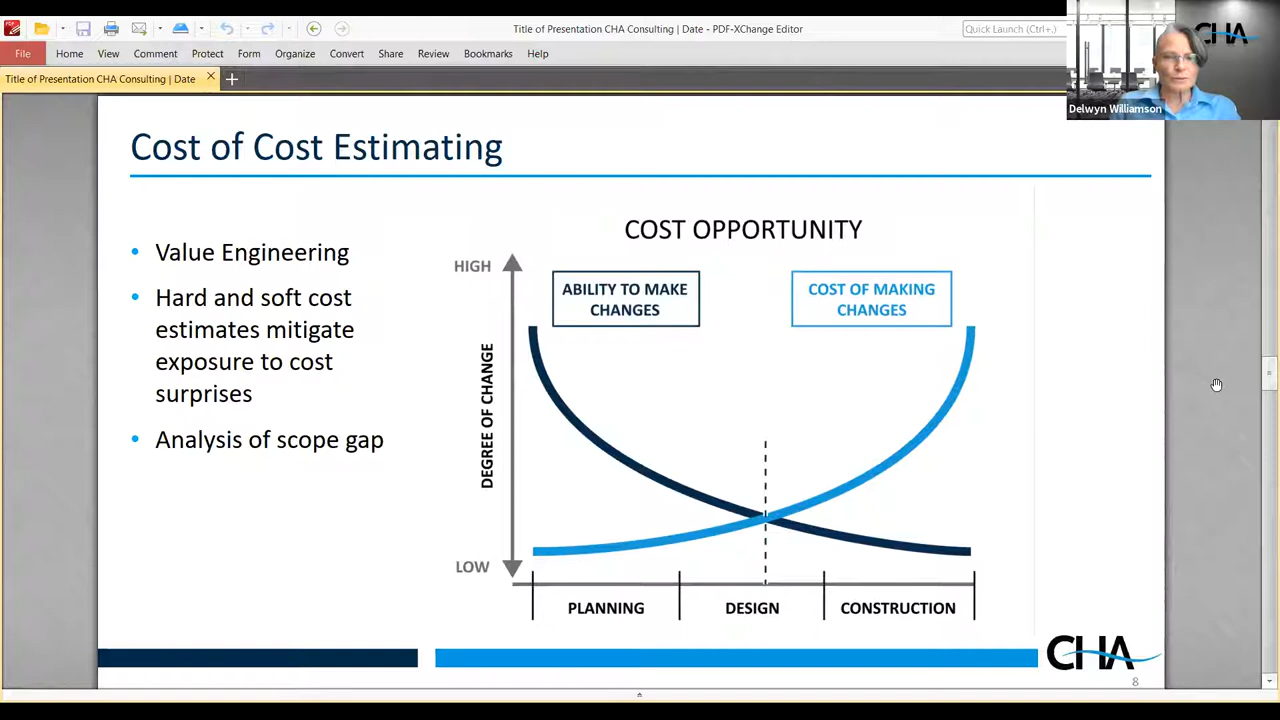 Title of Presentation CHA Consulting | Date - PDF-XChange Editor
Quick Launch (Ctrl+.)
File Home View Comment Protect Form Organize Convert Share Review Bookmarks Help
Title of Presentation CHA Consulting | Date
CHA
Delwyn Williamson
Cost of Cost Estimating
• Value Engineering
• Hard and soft cost
estimates mitigate
exposure to cost
surprises
• Analysis of scope gap
COST OPPORTUNITY
HIGH
ABILITY TO MAKE
CHANGES
COST OF MAKING
CHANGES
DEGREE OF CHANGE
LOW
PLANNING
DESIGN
CONSTRUCTION
CHA
8